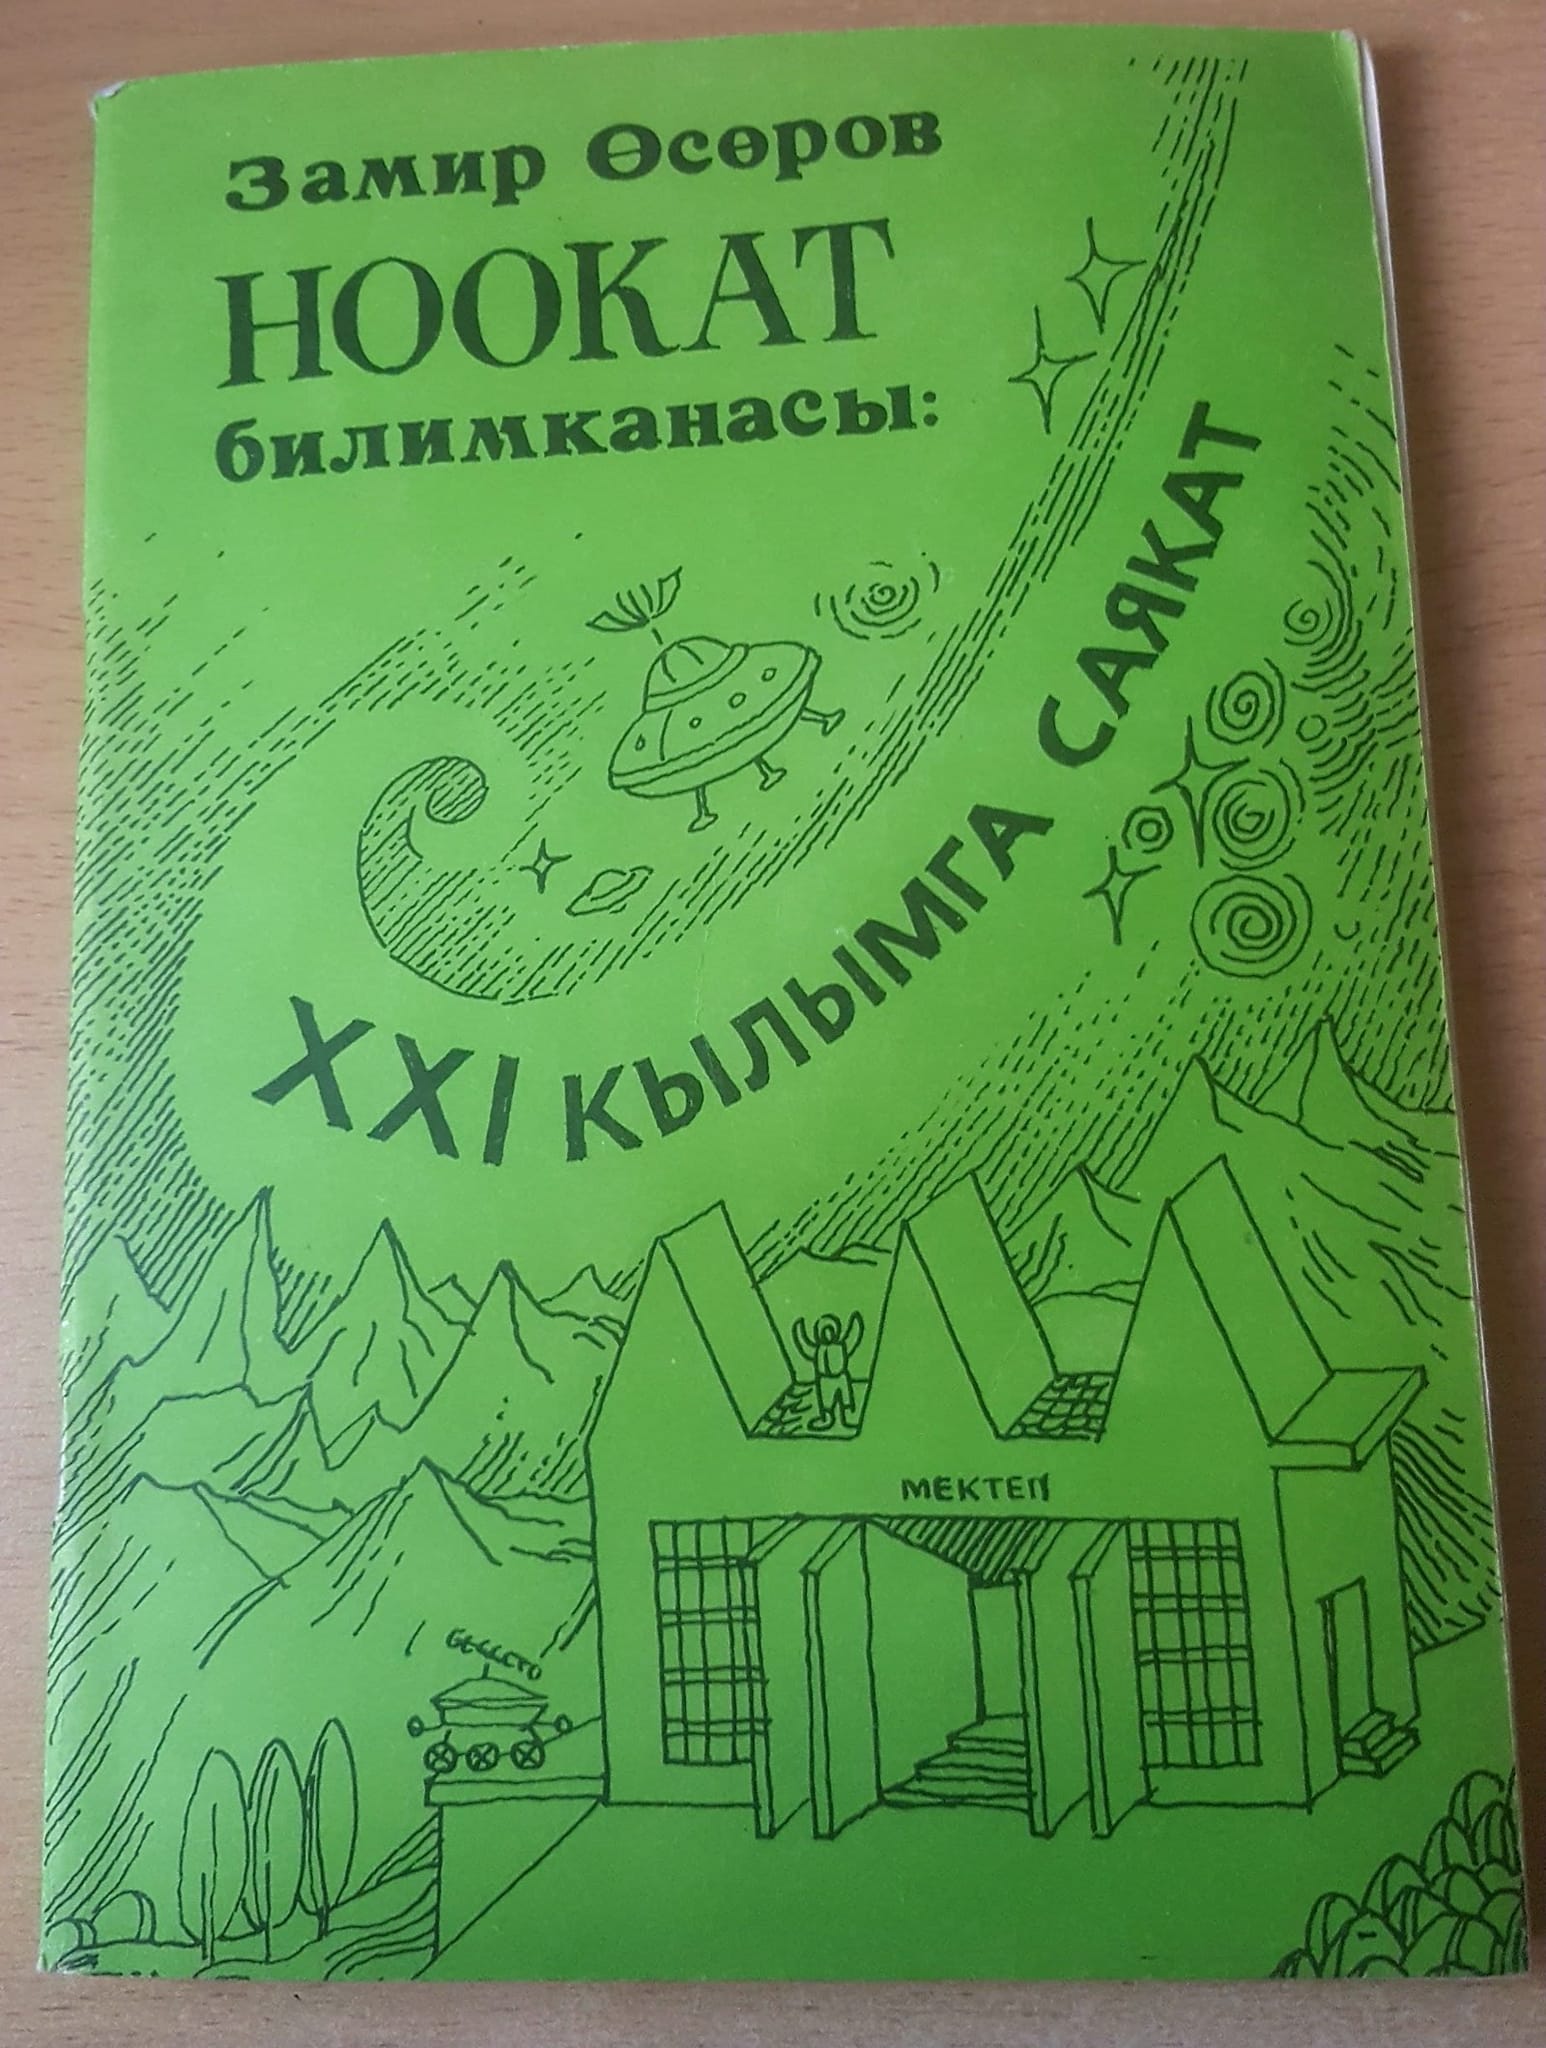 Замир Өсөров
НООКАТ
билимканасы:
XXI КЫЛЫМГА САЯКАТ
МЕКТЕП